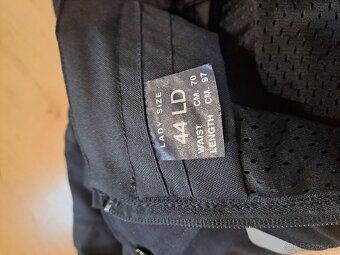 LADY SIZE
44 LD
WAIST CM. 70
LENGTH CM. 97